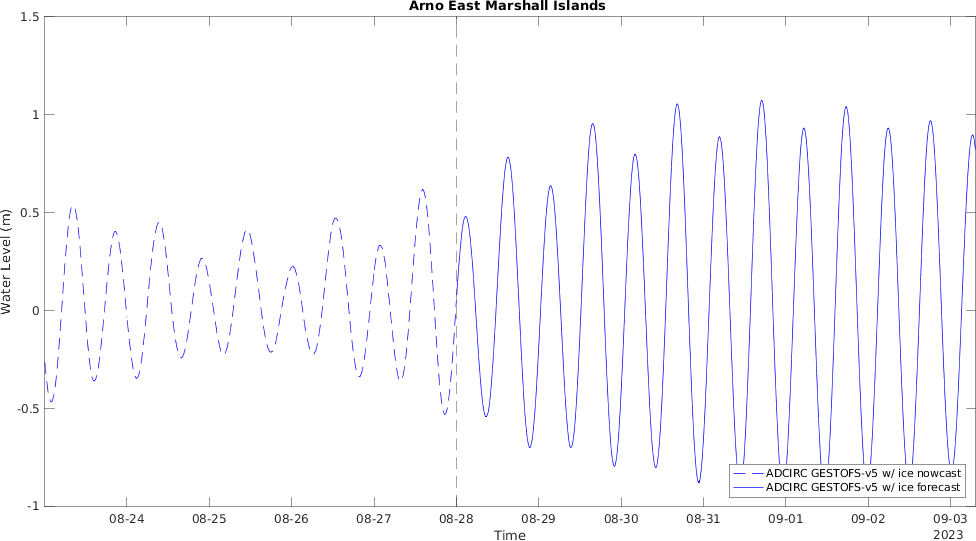 Arno East Marshall Islands
1.5
1
0.5
0
-0.5
-1
Water Level (m)
ADCIRC GESTOFS-v5 w/ ice nowcast
ADCIRC GESTOFS-v5 w/ ice forecast
08-24 08-25 08-26 08-27 08-28 08-29 08-30 08-31 09-01 09-02 09-03
2023
Time